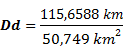 Dd = 115,6588 km / 50,749 km²